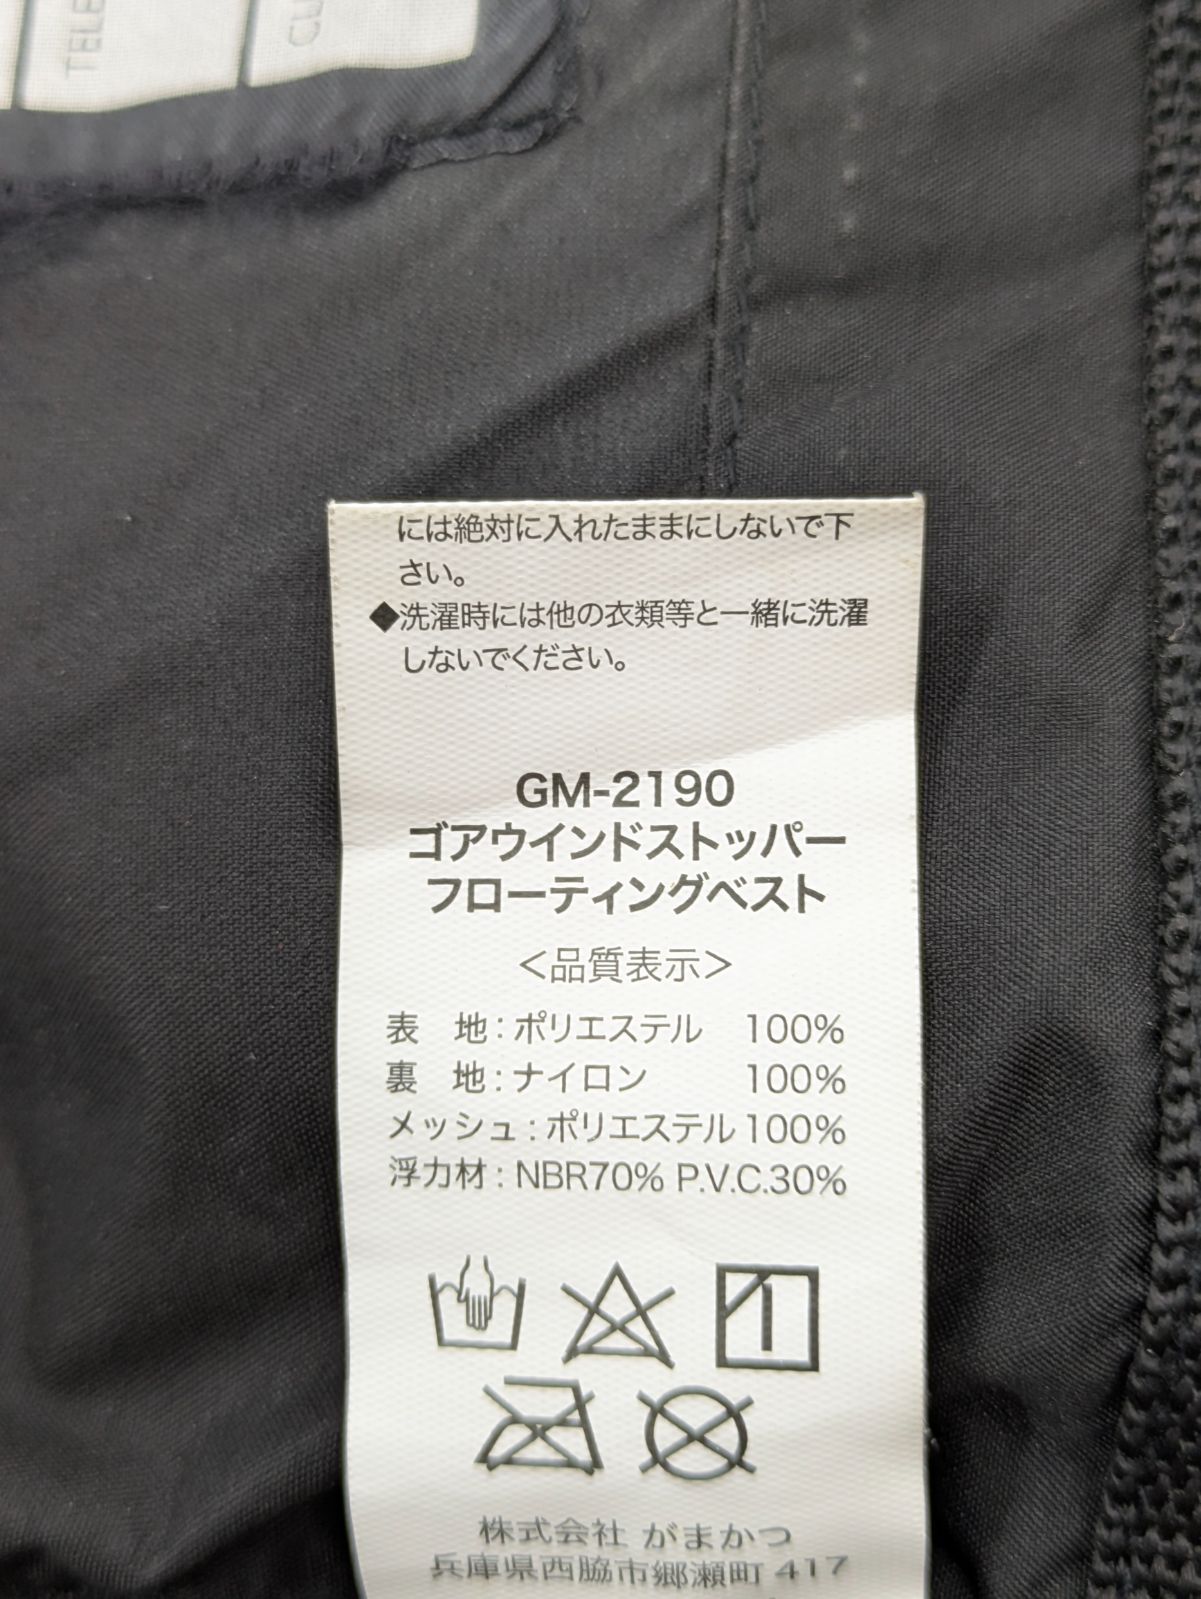 TELE
CU
には絶対に入れたままにしないで下
さい。
◆洗濯時には他の衣類等と一緒に洗濯
しないでください。
GM-2190
ゴアウインドストッパー
フローティングベスト
<品質表示>
表　地:ポリエステル　100%
裏　地:ナイロン　100%
メッシュ:ポリエステル100%
浮力材:NBR70% P.V.C.30%
株式会社 がまかつ
兵庫県西脇市郷瀬町 417